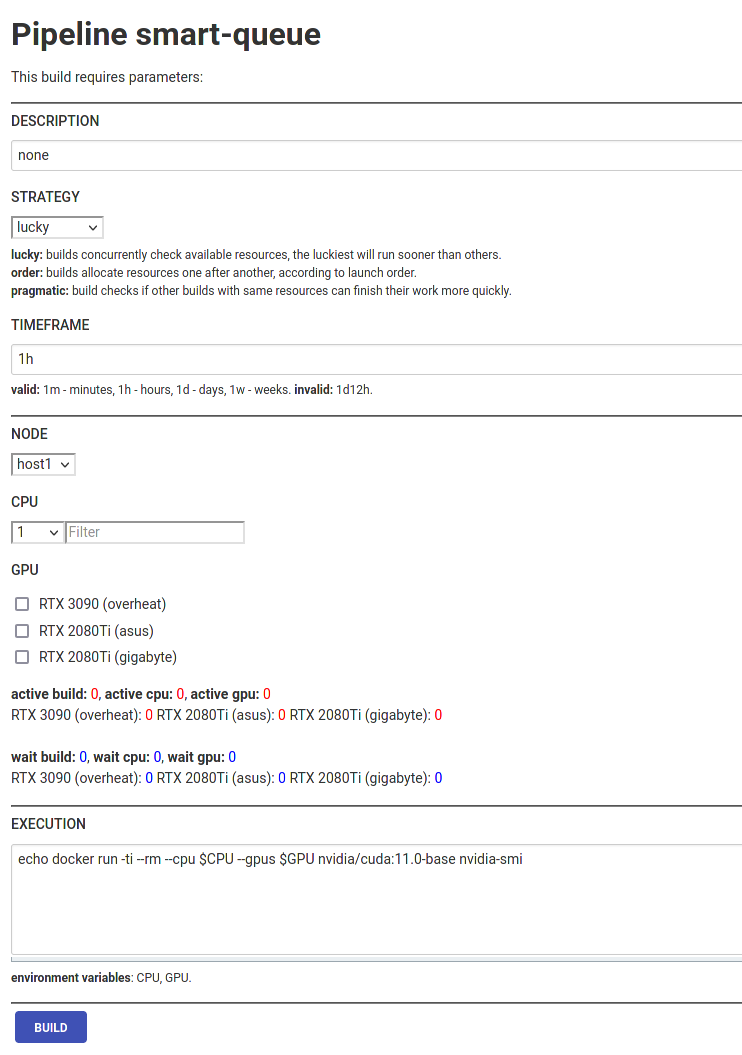 Pipeline smart-queue
This build requires parameters:
DESCRIPTION
none
STRATEGY
lucky
lucky: builds concurrently check available resources, the luckiest will run sooner than others.
order: builds allocate resources one after another, according to launch order.
pragmatic: build checks if other builds with same resources can finish their work more quickly.
TIMEFRAME
1h
valid: 1m - minutes, 1h - hours, 1d - days, 1w - weeks. invalid: 1d12h.
NODE
host1
CPU
1 Filter
GPU
RTX 3090 (overheat)
RTX 2080Ti (asus)
RTX 2080Ti (gigabyte)
active build: 0, active cpu: 0, active gpu: 0
RTX 3090 (overheat): 0 RTX 2080Ti (asus): 0 RTX 2080Ti (gigabyte): 0
wait build: 0, wait cpu: 0, wait gpu: 0
RTX 3090 (overheat): 0 RTX 2080Ti (asus): 0 RTX 2080Ti (gigabyte): 0
EXECUTION
echo docker run -ti --rm --cpu $CPU --gpus $GPU nvidia/cuda:11.0-base nvidia-smi
environment variables: CPU, GPU.
BUILD